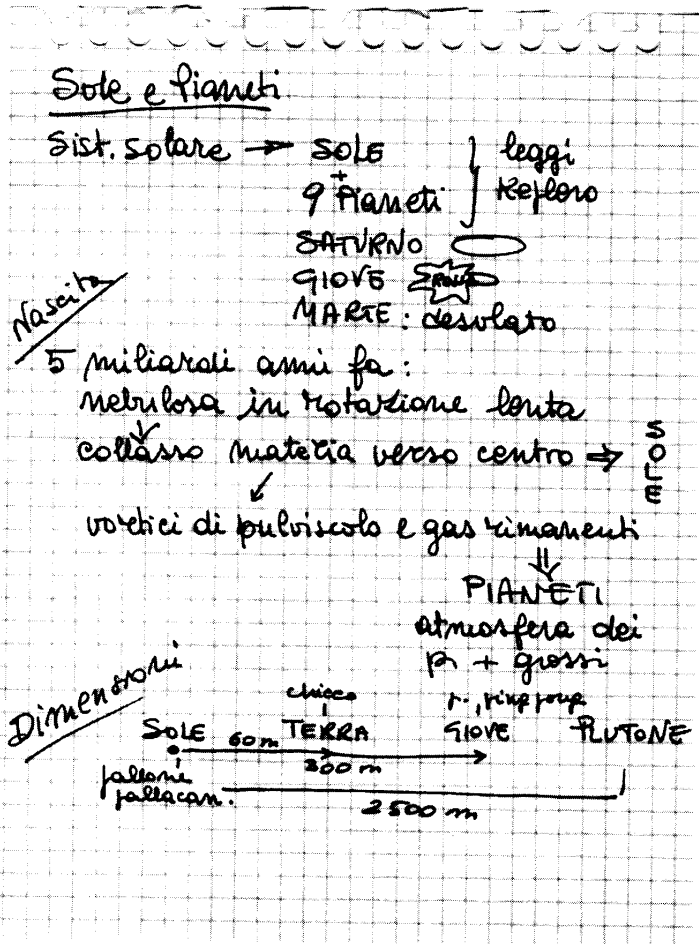 Sole e Pianeti
Sist. solare → SOLE
+
9 Pianeti
leggi
Keplero
SATURNO
GIOVE
MARTE : desolato
Nascita
5 miliardi anni fa :
nebulosa in rotazione lenta
collasso materia verso centro ⇒ SOLE
vortici di pulviscolo e gas rimanenti
PIANETI
atmosfera dei
p + grossi
Dimensioni
chicco
p. ping pong
SOLE 60 m TERRA GIOVE PLUTONE
300 m
pallone
pallacan.
2500 m